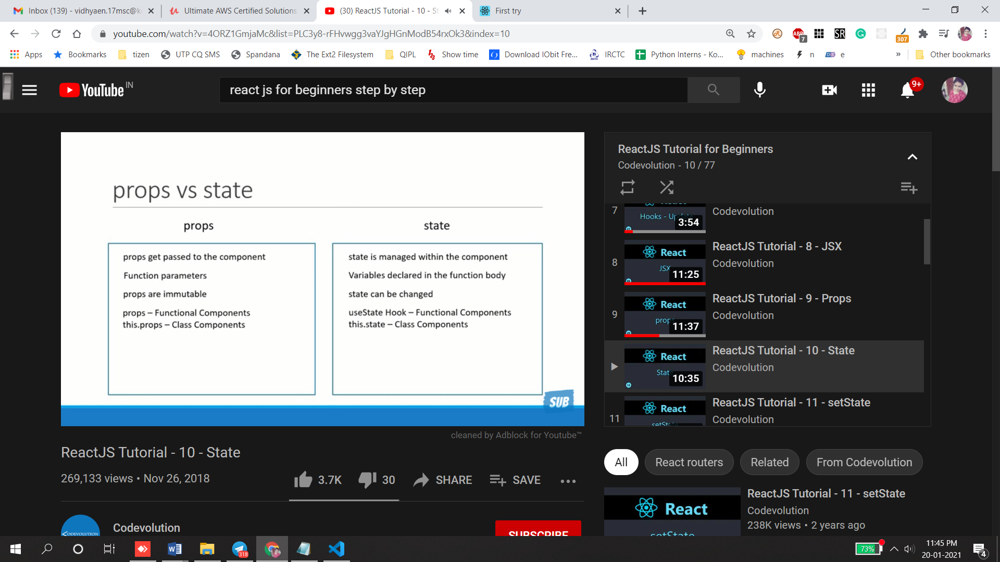 Inbox (139) - vidhyaen.17msc@k
Ultimate AWS Certified Solutions
(30) ReactJS Tutorial - 10 - St
First try
youtube.com/watch?v=4ORZ1GmjaMc&list=PLC3y8-rFHvwgg3vaYJgHGnModB54rxOk3&index=10
ABP
7
SR
307
Apps
Bookmarks
tizen
UTP CQ SMS
Spandana
The Ext2 Filesystem
QIPL
Show time
Download IObit Fre...
IRCTC
Python Interns - Ko...
machines
n
e
»
Other bookmarks
YouTube IN
react js for beginners step by step
9+
props vs state
props
props get passed to the component
Function parameters
props are immutable
props – Functional Components
this.props – Class Components
state
state is managed within the component
Variables declared in the function body
state can be changed
useState Hook – Functional Components
this.state – Class Components
SUB
cleaned by Adblock for Youtube™
ReactJS Tutorial - 10 - State
269,133 views • Nov 26, 2018
3.7K
30
SHARE
SAVE
CODEVOLUTION
Codevolution
SUBSCRIBE
ReactJS Tutorial for Beginners
Codevolution - 10 / 77
7
Hooks - Update
3:54
Codevolution
8
React
JSX
11:25
ReactJS Tutorial - 8 - JSX
Codevolution
9
React
props
11:37
ReactJS Tutorial - 9 - Props
Codevolution
React
State
10
10:35
ReactJS Tutorial - 10 - State
Codevolution
11
React
setState
ReactJS Tutorial - 11 - setState
Codevolution
All
React routers
Related
From Codevolution
React
setState
ReactJS Tutorial - 11 - setState
Codevolution
238K views • 2 years ago
318
73%
11:45 PM
20-01-2021
4